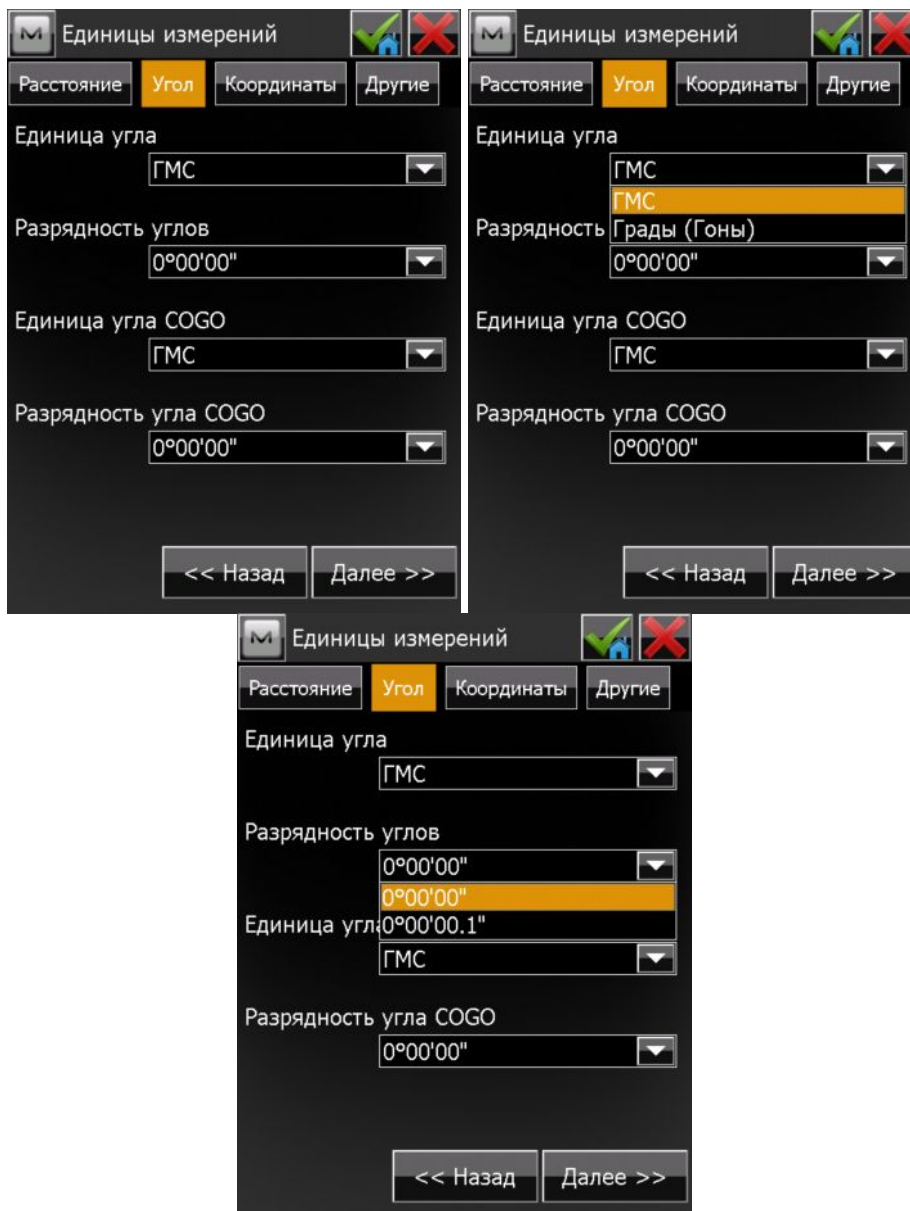 Единицы измерений
Расстояние Угол Координаты Другие
Единица угла
ГМС
Разрядность углов
0°00'00"
Единица угла COGO
ГМС
Разрядность угла COGO
0°00'00"
<< Назад Далее >>
Единицы измерений
Расстояние Угол Координаты Другие
Единица угла
ГМС
ГМС
Разрядность Грады (Гоны)
0°00'00"
Единица угла COGO
ГМС
Разрядность угла COGO
0°00'00"
<< Назад Далее >>
Единицы измерений
Расстояние Угол Координаты Другие
Единица угла
ГМС
Разрядность углов
0°00'00"
0°00'00"
Единица угла 0°00'00.1"
ГМС
Разрядность угла COGO
0°00'00"
<< Назад Далее >>